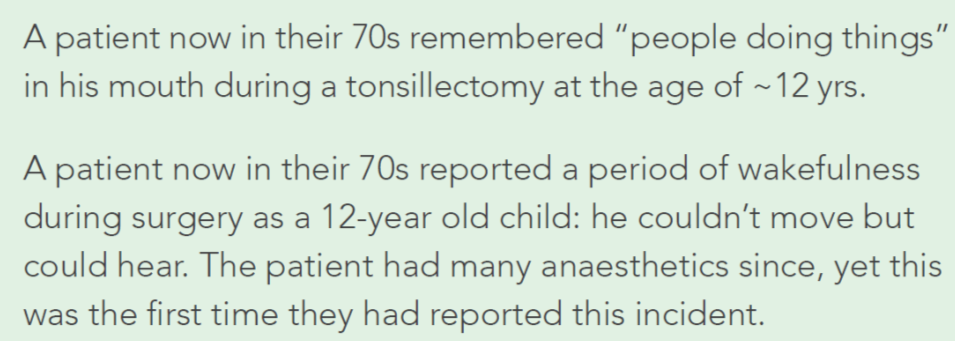 A patient now in their 70s remembered “people doing things”
in his mouth during a tonsillectomy at the age of ~12 yrs.
A patient now in their 70s reported a period of wakefulness
during surgery as a 12-year old child: he couldn’t move but
could hear. The patient had many anaesthetics since, yet this
was the first time they had reported this incident.